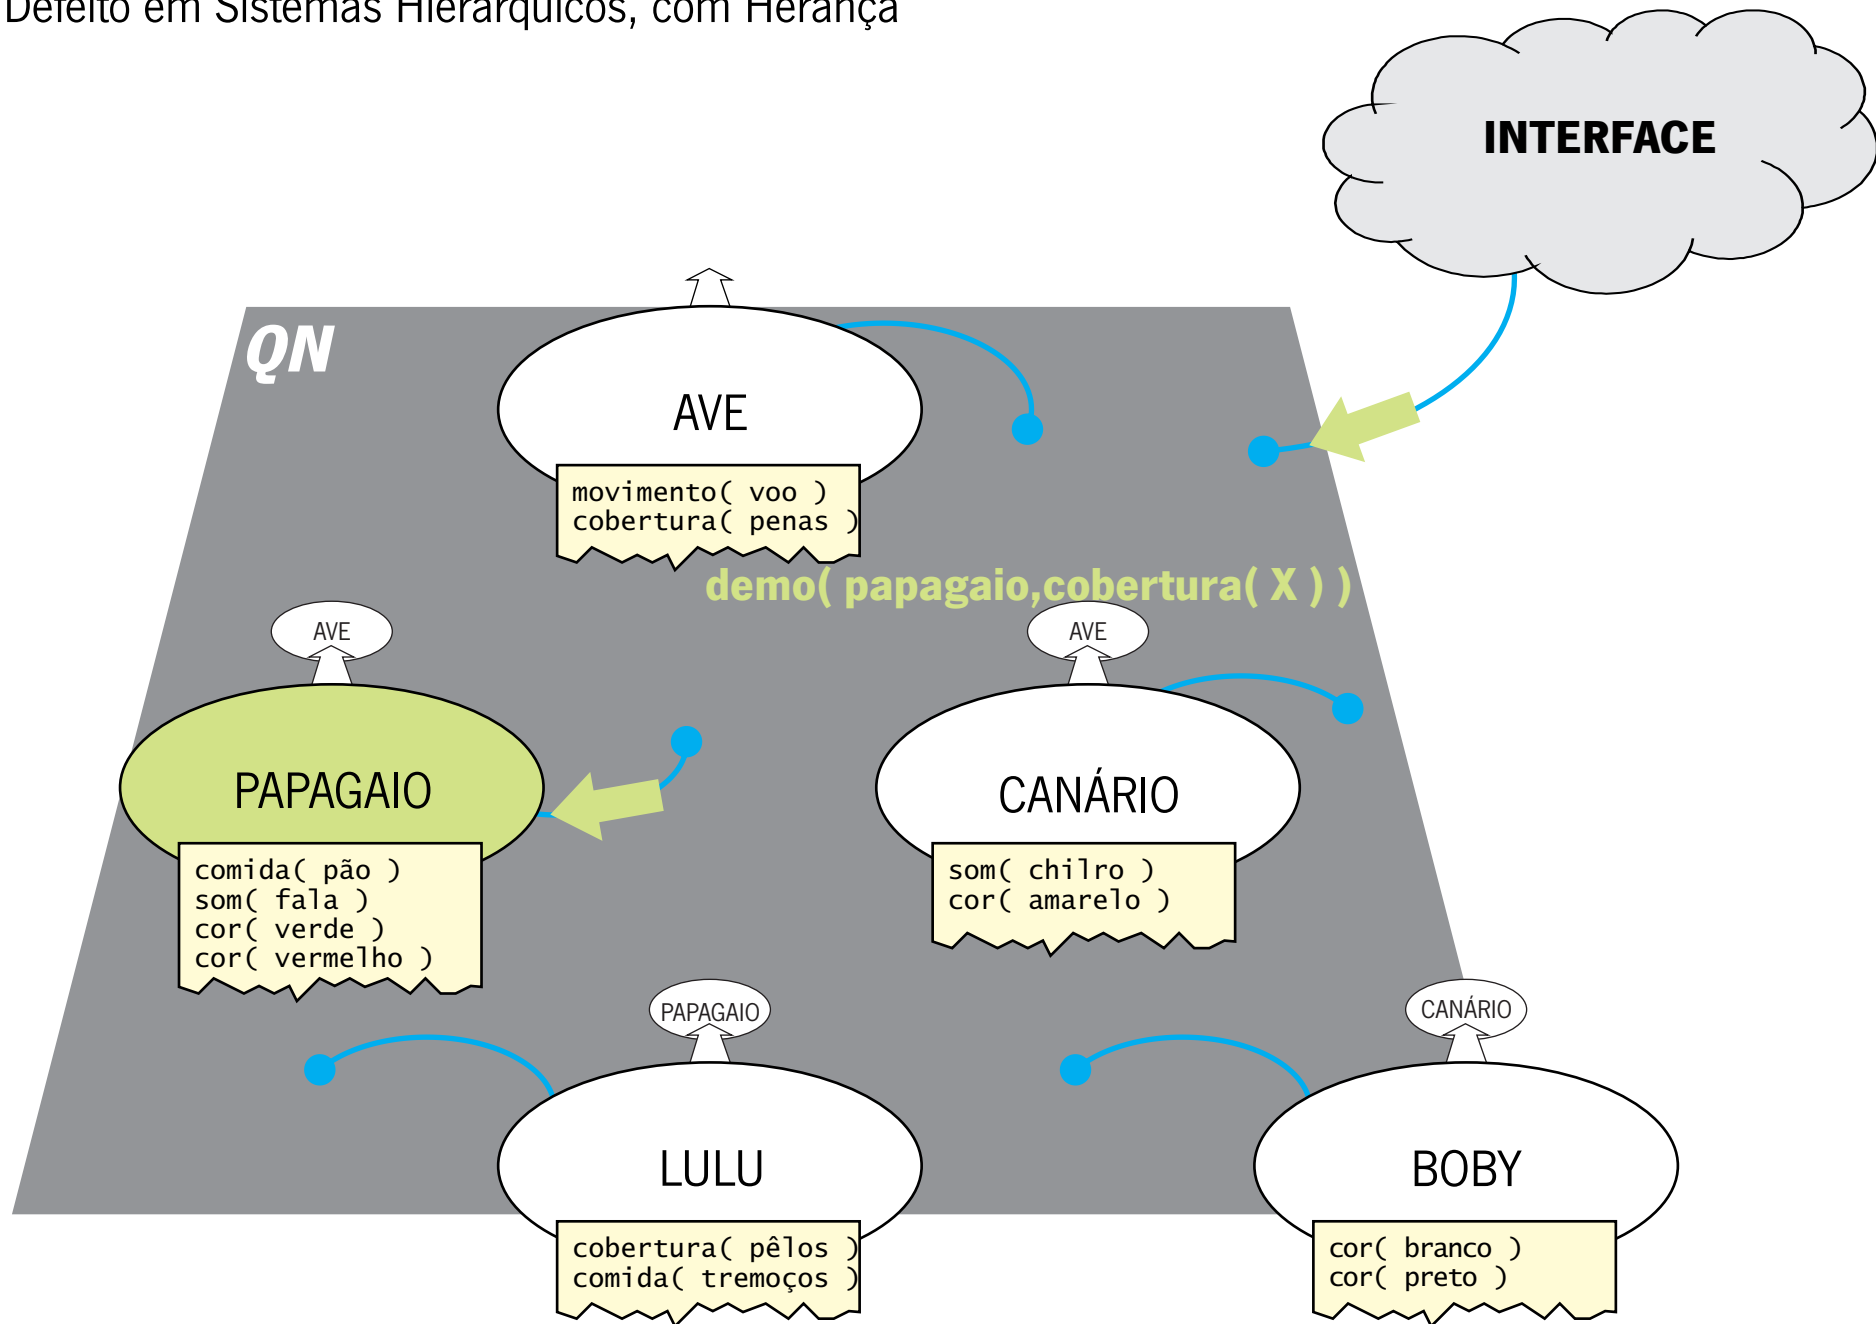 Defeito em Sistemas Hierárquicos, com Herança
INTERFACE
QN
AVE
movimento( voo )
cobertura( penas )
demo( papagaio,cobertura( X ) )
AVE
AVE
PAPAGAIO
CANÁRIO
comida( pão )
som( fala )
cor( verde )
cor( vermelho )
som( chilro )
cor( amarelo )
PAPAGAIO
CANÁRIO
LULU
BOBY
cobertura( pêlos )
comida( tremoços )
cor( branco )
cor( preto )